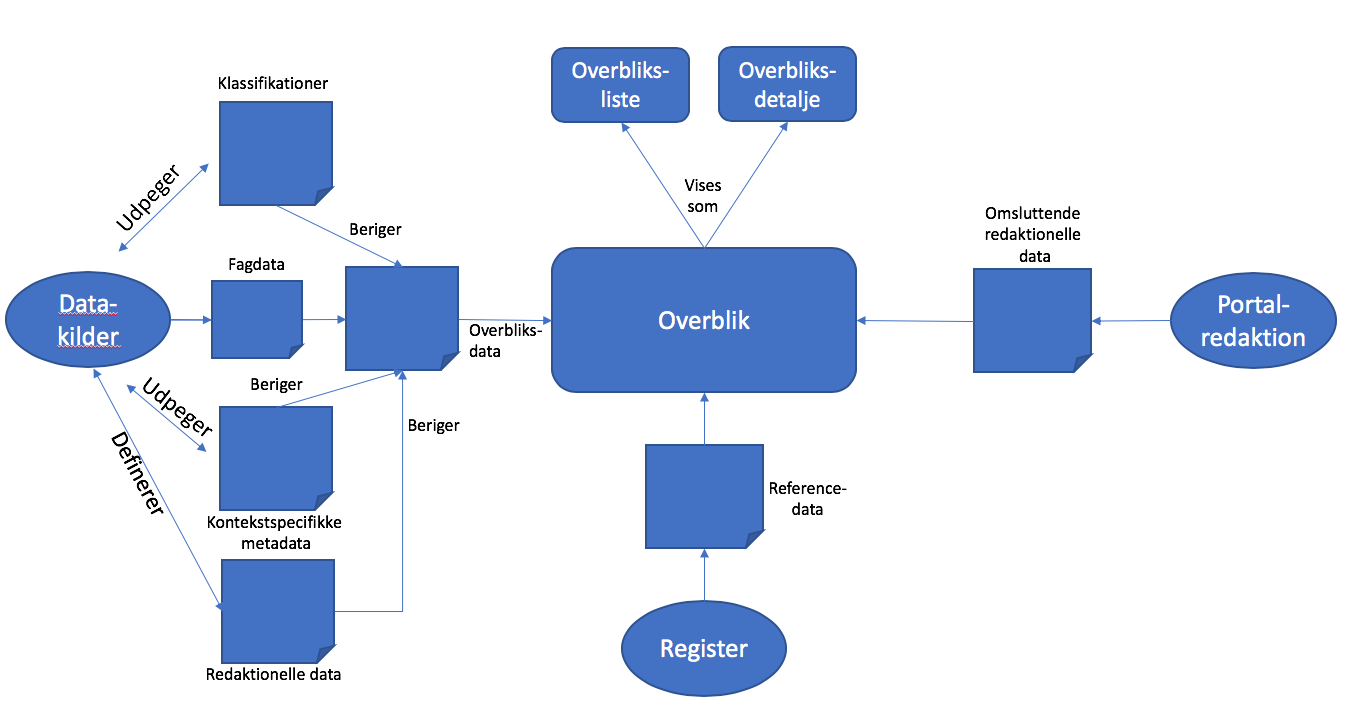 Overbliks-
liste
Overbliks-
detalje
Klassifikationer
Udpeger
Vises
som
Beriger
Omsluttende
redaktionelle
data
Fagdata
Data-
kilder
Overbliks-
data
Overblik
Portal-
redaktion
Udpeger
Beriger
Beriger
Definerer
Kontekstspecifikke
metadata
Reference-
data
Register
Redaktionelle data